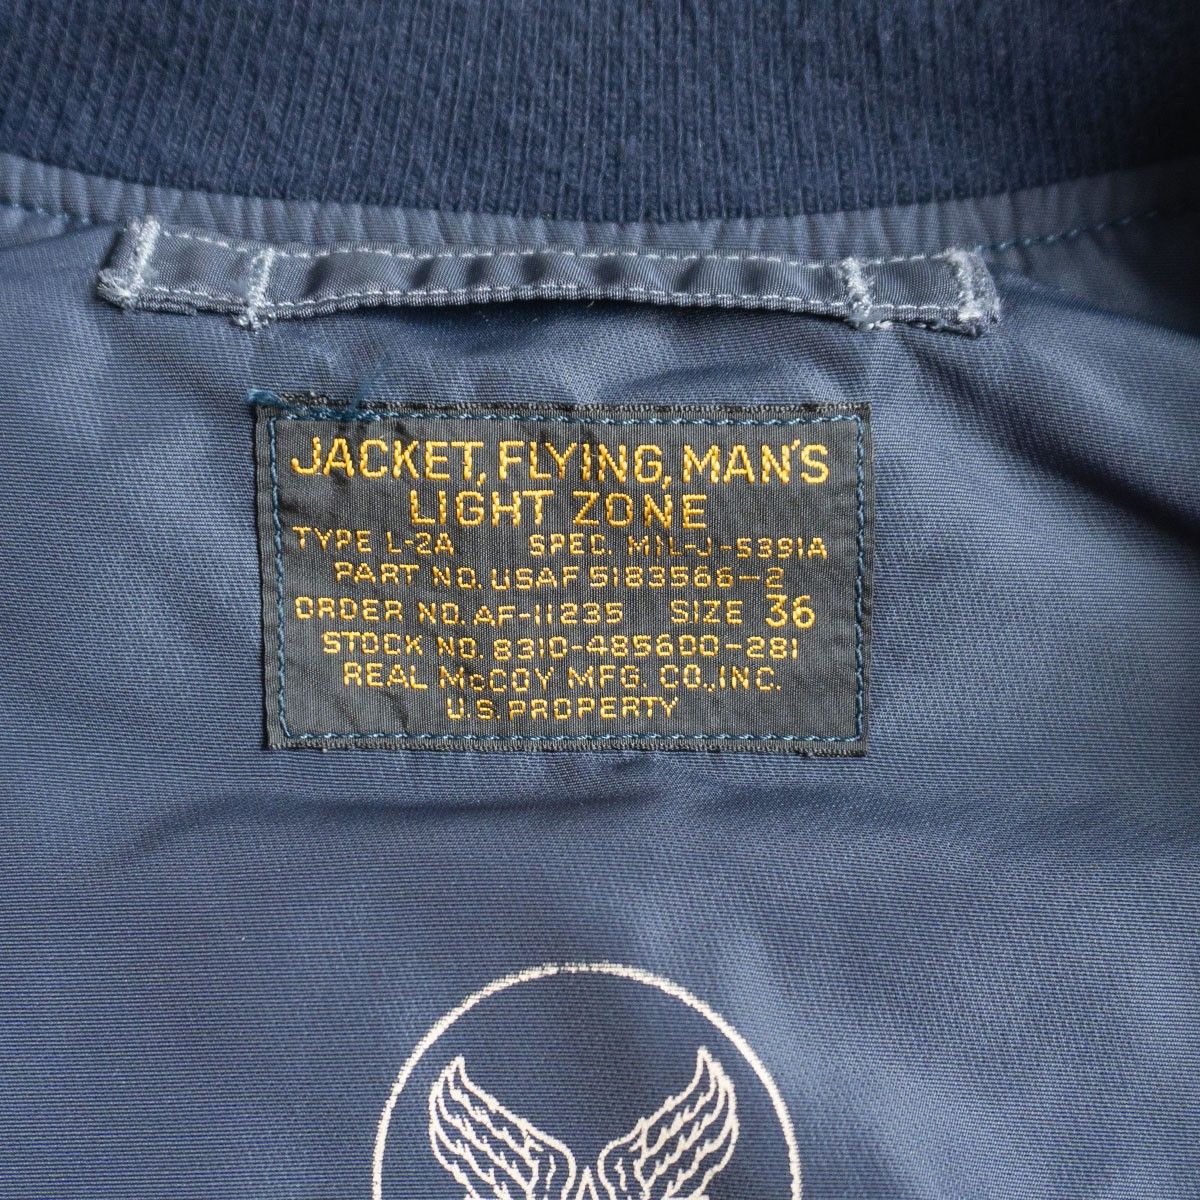 JACKET, FLYING, MAN'S
LIGHT ZONE
TYPE L-2A SPEC. MIL-J-5391A
PART NO. USAF 5183566-2
ORDER NO. AF-11235 SIZE 36
STOCK NO. 8310-485600-281
REAL McCOY MFG. CO., INC.
U.S. PROPERTY